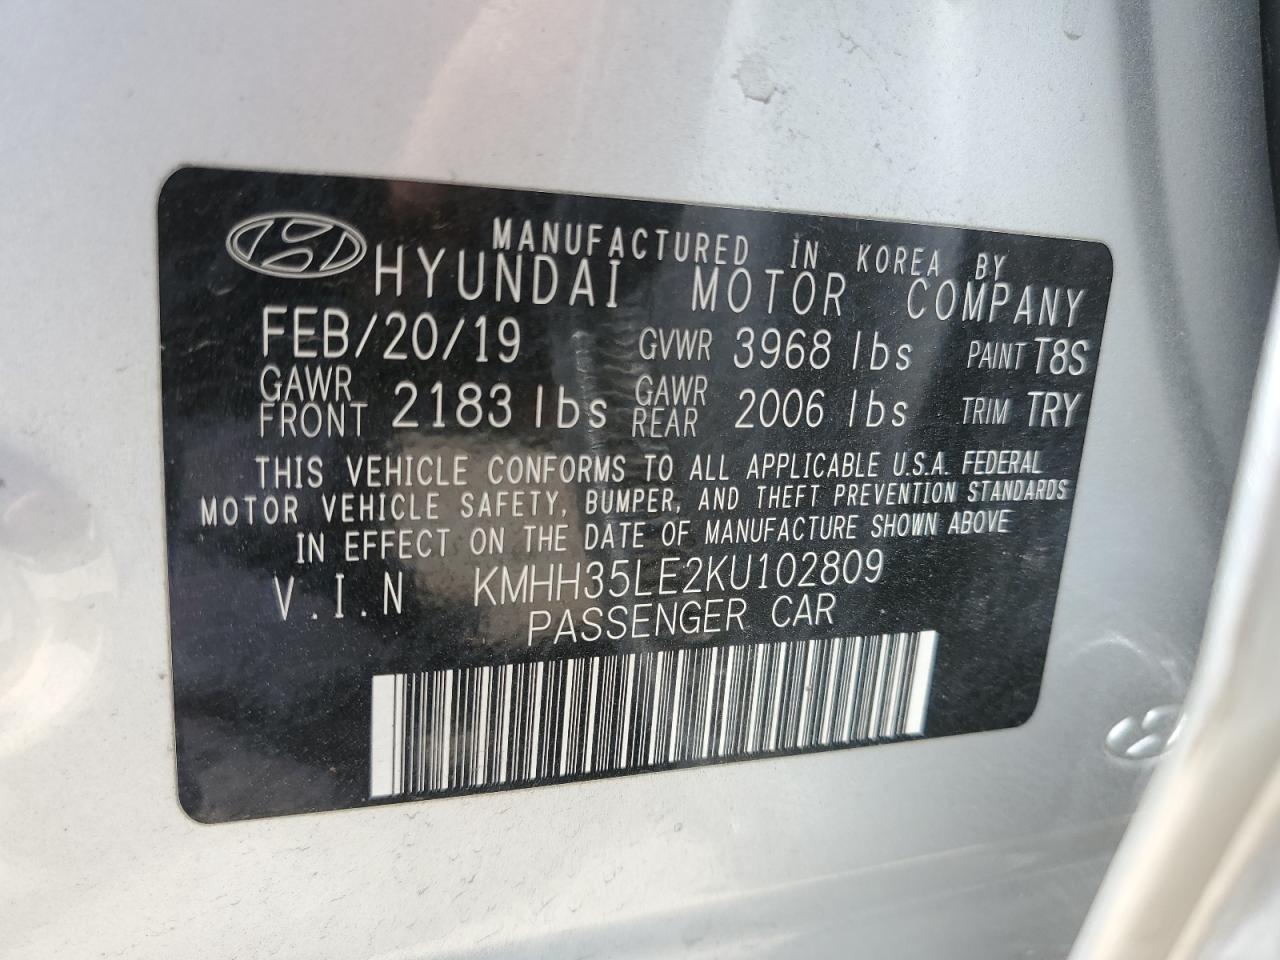 MANUFACTURED IN KOREA BY
HYUNDAI MOTOR COMPANY
FEB/20/19 GVWR 3968 lbs PAINT T8S
GAWR FRONT 2183 lbs GAWR REAR 2006 lbs TRIM TRY
THIS VEHICLE CONFORMS TO ALL APPLICABLE U.S.A. FEDERAL
MOTOR VEHICLE SAFETY, BUMPER, AND THEFT PREVENTION STANDARDS
IN EFFECT ON THE DATE OF MANUFACTURE SHOWN ABOVE
V.I.N KMHH35LE2KU102809
PASSENGER CAR